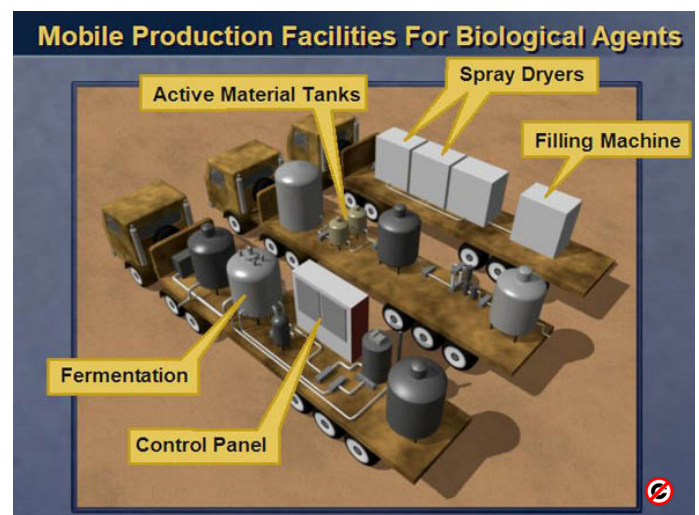 Mobile Production Facilities For Biological Agents
Spray Dryers
Active Material Tanks
Filling Machine
Fermentation
Control Panel